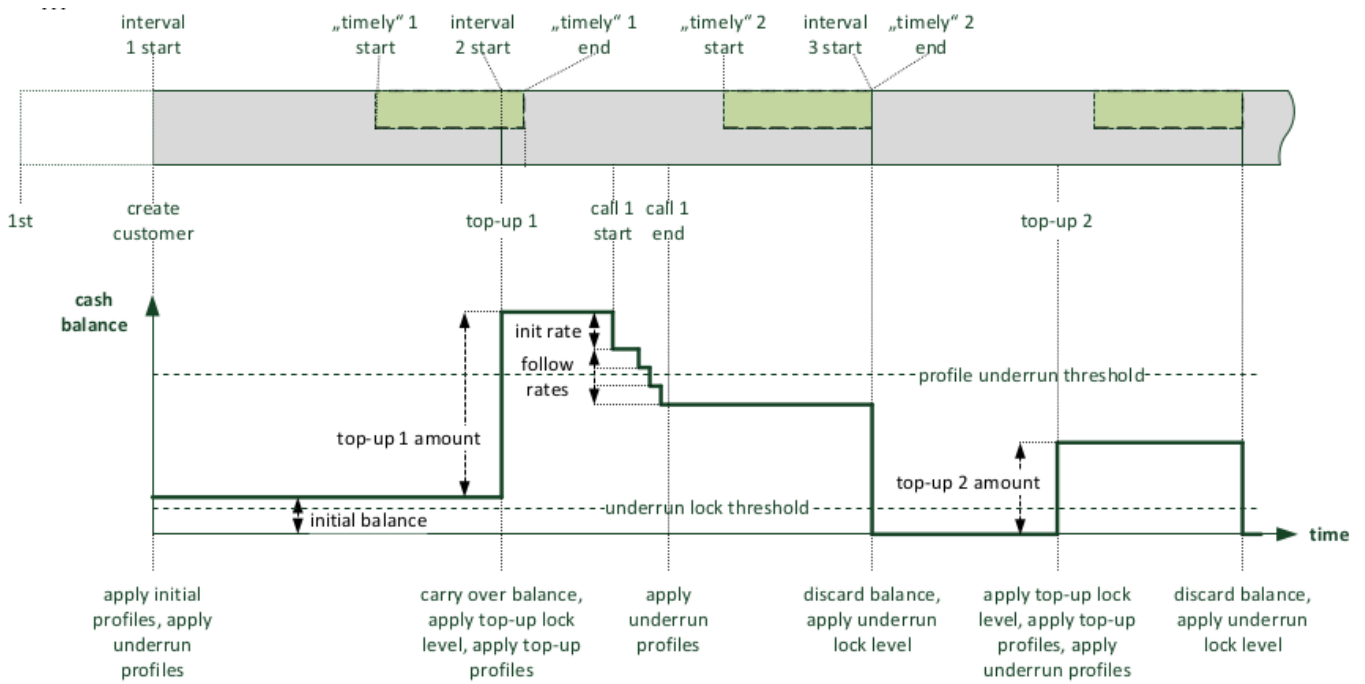 interval
1 start
„timely“ 1
start
interval
2 start
„timely“ 1
end
„timely“ 2
start
interval
3 start
„timely“ 2
end
1st
create
customer
top-up 1
call 1
start
call 1
end
top-up 2
cash
balance
init rate
follow
rates
profile underrun threshold
top-up 1 amount
top-up 2 amount
underrun lock threshold
initial balance
time
apply initial
profiles, apply
underrun
profiles
carry over balance,
apply top-up lock
level, apply top-up
profiles
apply
underrun
profiles
discard balance,
apply underrun
lock level
apply top-up lock
level, apply top-up
profiles, apply
underrun profiles
discard balance,
apply underrun
lock level